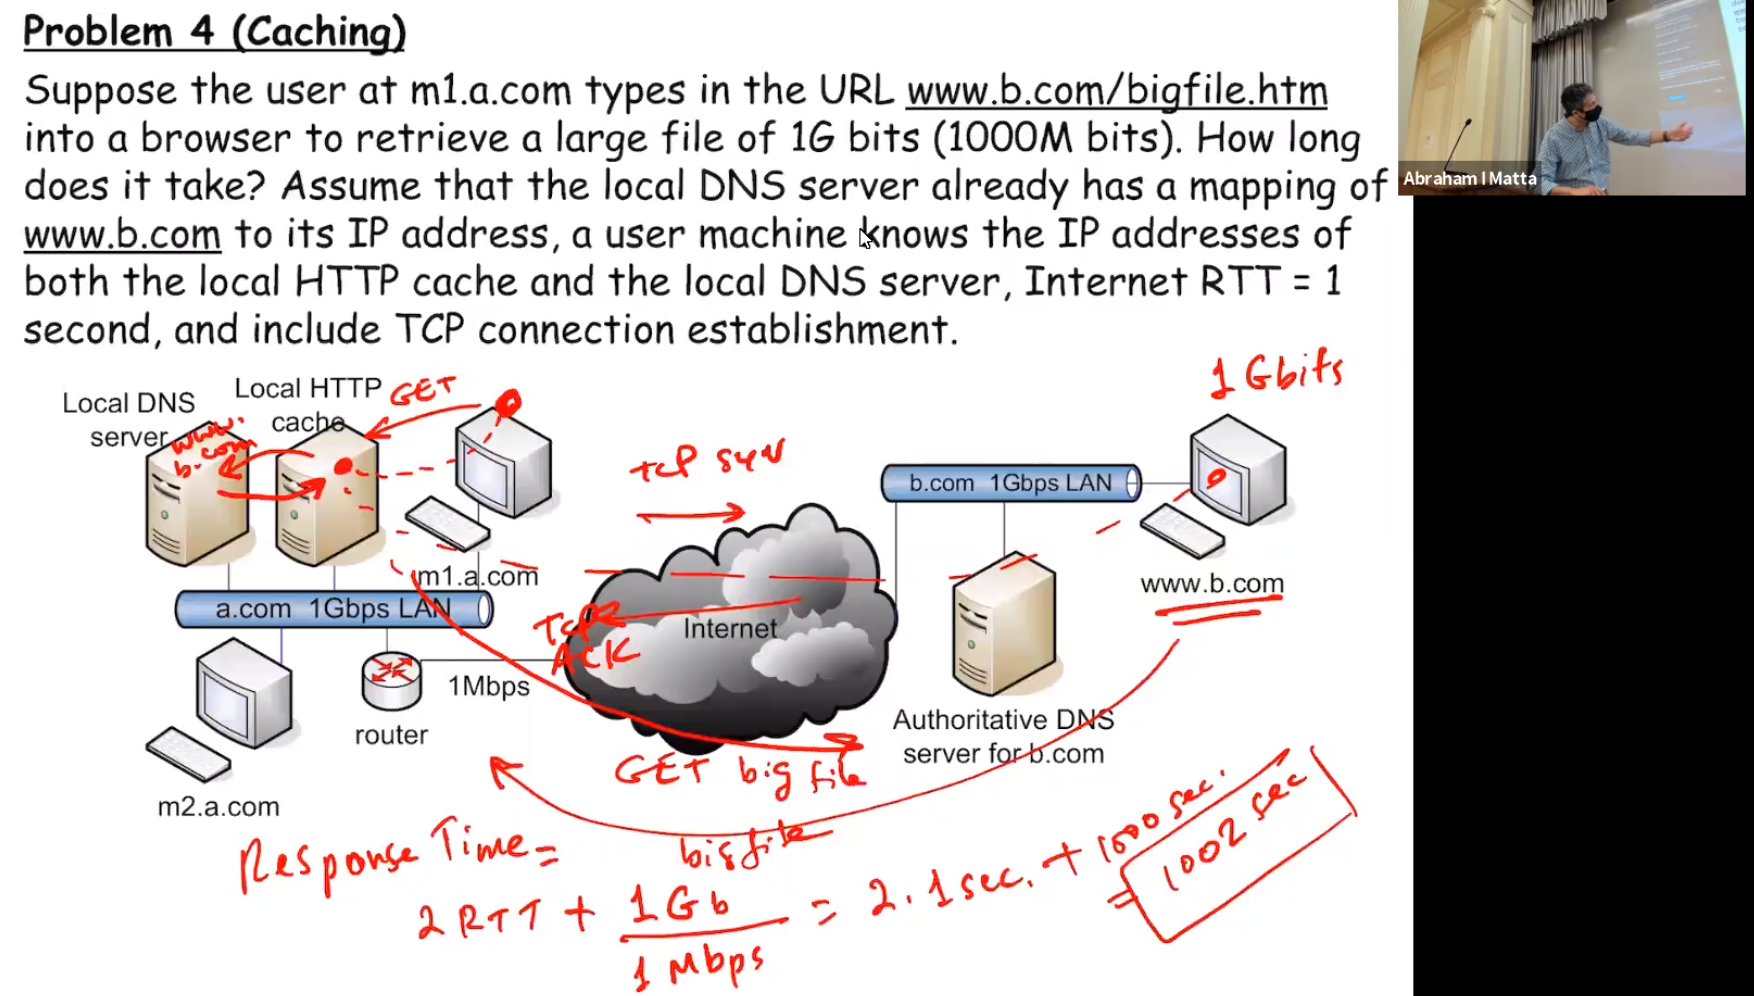 Problem 4 (Caching)
Suppose the user at m1.a.com types in the URL www.b.com/bigfile.htm
into a browser to retrieve a large file of 1G bits (1000M bits). How long
does it take? Assume that the local DNS server already has a mapping of
www.b.com to its IP address, a user machine knows the IP addresses of
both the local HTTP cache and the local DNS server, Internet RTT = 1
second, and include TCP connection establishment.
Abraham I Matta
1 Gbits
Local DNS
server
Local HTTP
cache
GET
www.
b.com
TCP SYN
b.com 1Gbps LAN
m1.a.com
www.b.com
a.com 1Gbps LAN
TCP
ACK
Internet
1Mbps
router
Authoritative DNS
server for b.com
GET big file
m2.a.com
bigfile
Response Time =
2 RTT + 1Gb / 1 Mbps = 2 . 1 sec. + 1000 sec.
= 1002 sec